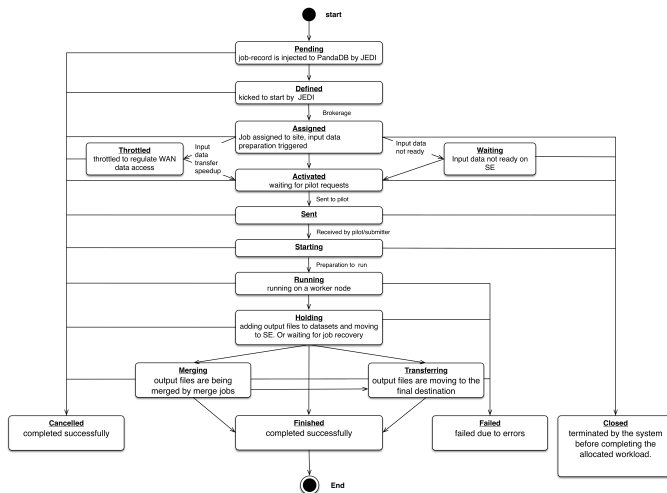 start
Pending
job-record is injected to PandaDB by JEDI
Defined
kicked to start by JEDI
Brokerage
Assigned
Job assigned to site, input data
preparation triggered
Input
data
transfer
speedup
Input data
not ready
Throttled
throttled to regulate WAN
data access
Waiting
Input data not ready on
SE
Activated
waiting for pilot requests
Sent to pilot
Sent
Received by pilot/submitter
Starting
Preparation to run
Running
running on a worker node
Holding
adding output files to datasets and moving
to SE. Or waiting for job recovery
Merging
output files are being
merged by merge jobs
Transferring
output files are moving to the
final destination
Cancelled
completed successfully
Finished
completed successfully
Failed
failed due to errors
Closed
terminated by the system
before completing the
allocated workload.
End